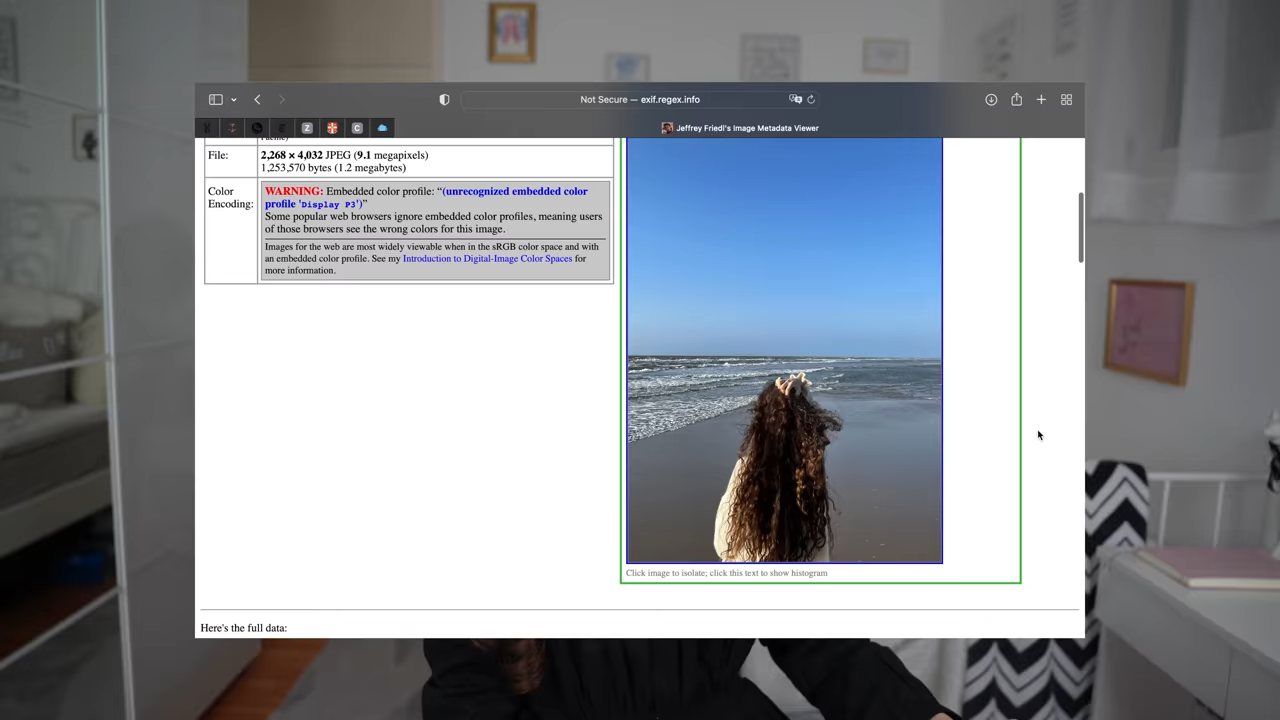 Not Secure — exif.regex.info
Z
C
Jeffrey Friedl's Image Metadata Viewer
File:
2,268 × 4,032 JPEG (9.1 megapixels)
1,253,570 bytes (1.2 megabytes)
Color
Encoding:
WARNING: Embedded color profile: “(unrecognized embedded color
profile 'Display P3')”
Some popular web browsers ignore embedded color profiles, meaning users
of those browsers see the wrong colors for this image.
Images for the web are most widely viewable when in the sRGB color space and with
an embedded color profile. See my Introduction to Digital-Image Color Spaces for
more information.
Click image to isolate; click this text to show histogram
Here's the full data: